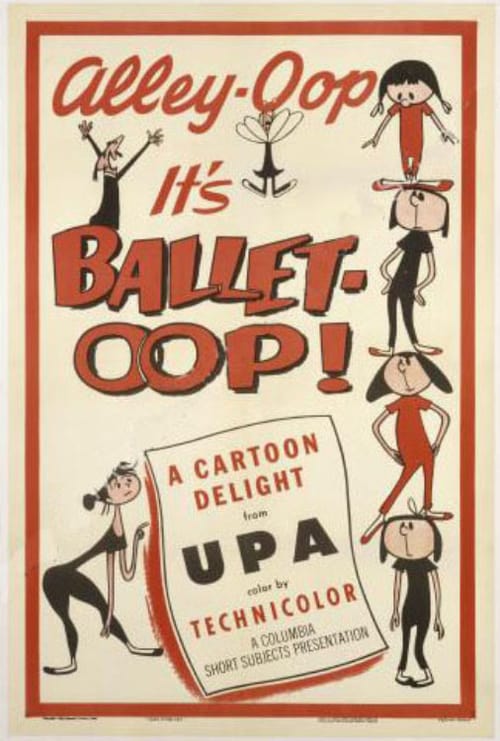 Alley-Oop
It's
BALLET-
OOP!
A CARTOON
DELIGHT
from
UPA
color by
TECHNICOLOR
A COLUMBIA
SHORT SUBJECTS PRESENTATION